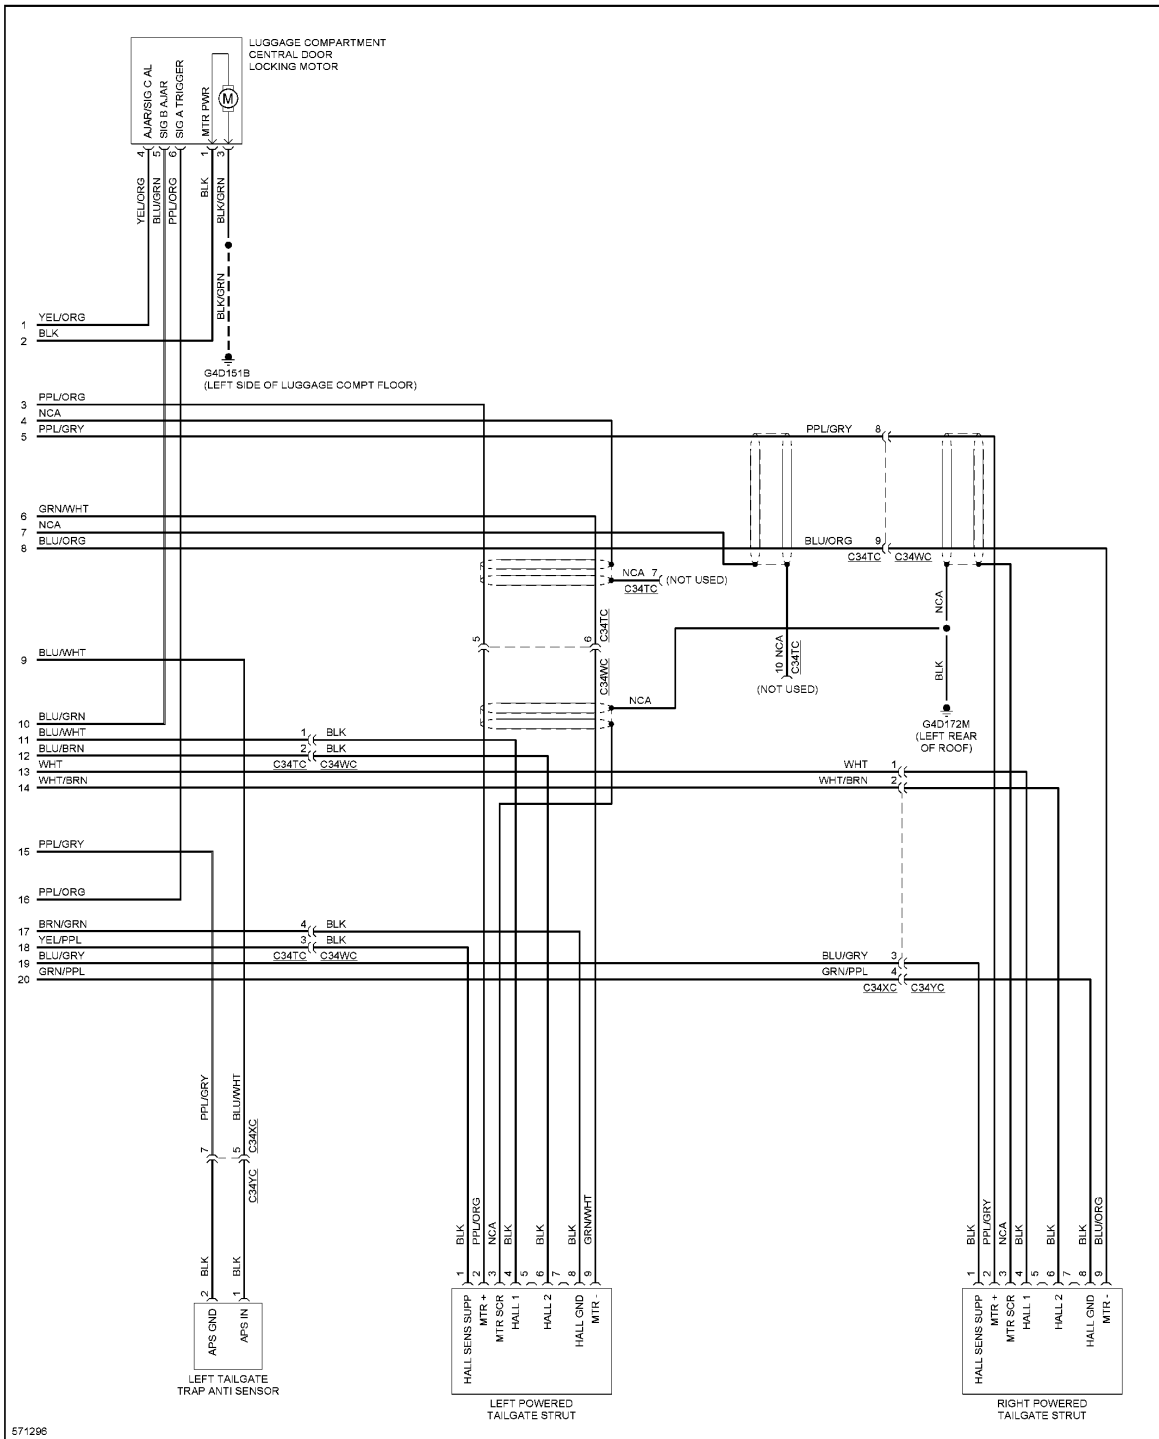 LUGGAGE COMPARTMENT
CENTRAL DOOR
LOCKING MOTOR
AJAR/SIG C AL
SIG B AJAR
SIG A TRIGGER
MTR PWR
M
4
5
6
1
3
YEL/ORG
BLU/GRN
PPL/ORG
BLK
BLK/GRN
BLK/GRN
1 YEL/ORG
2 BLK
G4D151B
(LEFT SIDE OF LUGGAGE COMPT FLOOR)
3 PPL/ORG
4 NCA
5 PPL/GRY
PPL/GRY 8
6 GRN/WHT
7 NCA
8 BLU/ORG
BLU/ORG 9
C34TC C34WC
NCA 7 (NOT USED)
C34TC
NCA
5
6
C34TC
C34WC
10 NCA
C34TC
(NOT USED)
BLK
9 BLU/WHT
NCA
G4D172M
(LEFT REAR
OF ROOF)
10 BLU/GRN
11 BLU/WHT 1 BLK
12 BLU/BRN 2 BLK
C34TC C34WC
13 WHT WHT 1
14 WHT/BRN WHT/BRN 2
15 PPL/GRY
16 PPL/ORG
17 BRN/GRN 4 BLK
18 YEL/PPL 3 BLK
C34TC C34WC
19 BLU/GRY BLU/GRY 3
20 GRN/PPL GRN/PPL 4
C34XC C34YC
PPL/GRY
BLU/WHT
7
5
C34XC
C34YC
BLK
BLK
2
1
APS GND
APS IN
LEFT TAILGATE
TRAP ANTI SENSOR
BLK
PPL/ORG
NCA
BLK
BLK
BLK
GRN/WHT
1
2
3
4
5
6
7
8
9
HALL SENS SUPP
MTR +
MTR SCR
HALL 1
HALL 2
HALL GND
MTR -
LEFT POWERED
TAILGATE STRUT
BLK
PPL/GRY
NCA
BLK
BLK
BLK
BLU/ORG
1
2
3
4
5
6
7
8
9
HALL SENS SUPP
MTR +
MTR SCR
HALL 1
HALL 2
HALL GND
MTR -
RIGHT POWERED
TAILGATE STRUT
571296